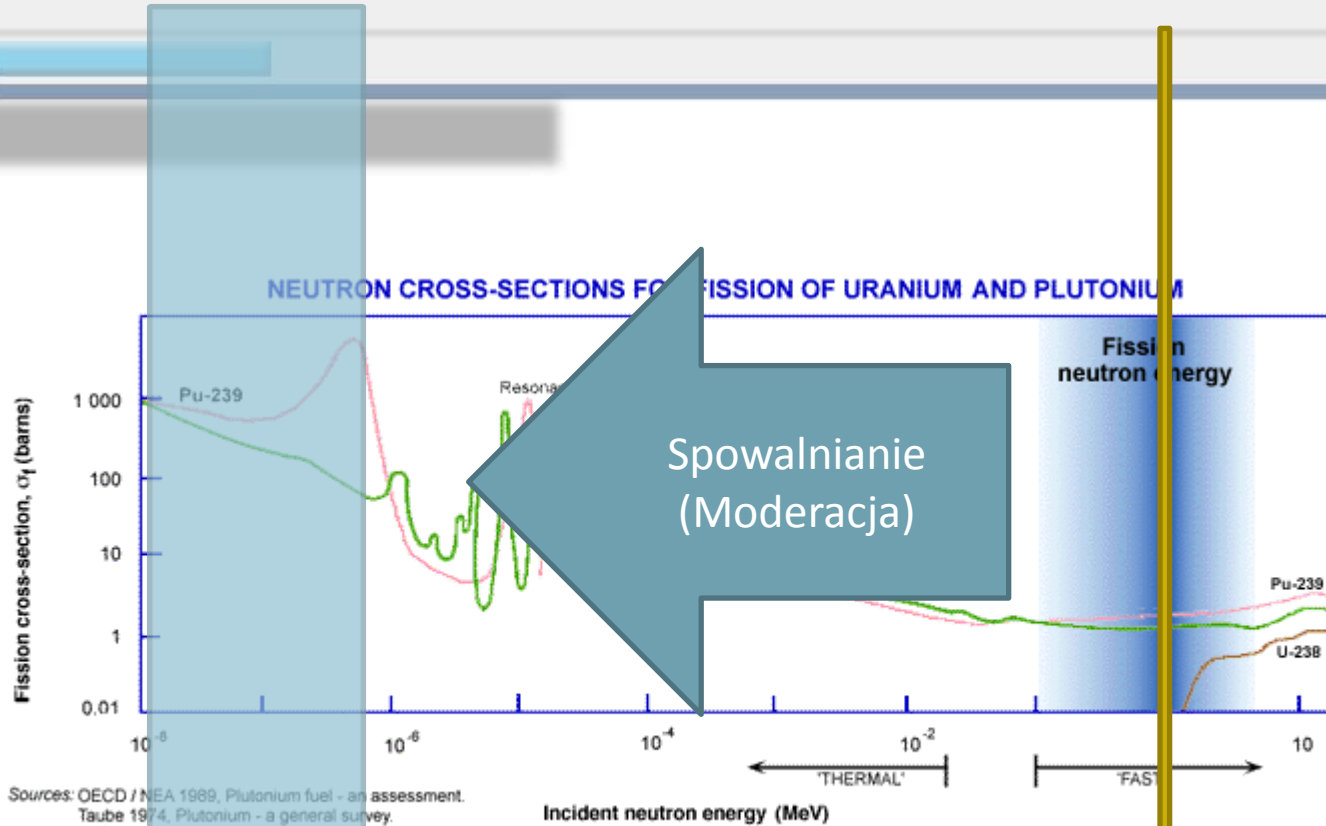 NEUTRON CROSS-SECTIONS FO FISSION OF URANIUM AND PLUTONIUM
Fission
neutron energy
Pu-239
Resona
Spowalnianie
(Moderacja)
Fission cross-section, σf (barns)
1 000
100
10
1
0.01
Pu-239
U-238
10⁻⁸
10⁻⁶
10⁻⁴
10⁻²
10
'THERMAL'
'FAST
Sources: OECD / NEA 1989, Plutonium fuel - an assessment.
Taube 1974, Plutonium - a general survey.
Incident neutron energy (MeV)